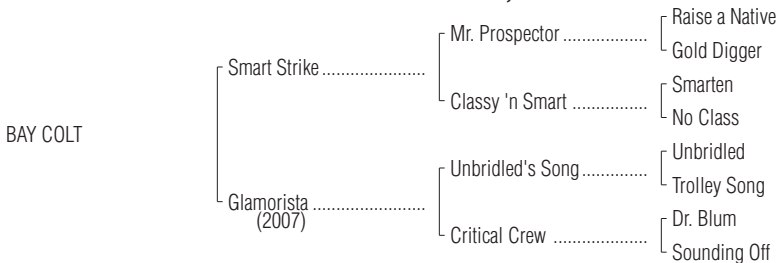 Raise a Native
Mr. Prospector ..................
Gold Digger
Smart Strike ......................
Smarten
Classy 'n Smart ................
No Class
BAY COLT
Unbridled
Unbridled's Song ..............
Trolley Song
Glamorista ........................
(2007)
Dr. Blum
Critical Crew ....................
Sounding Off